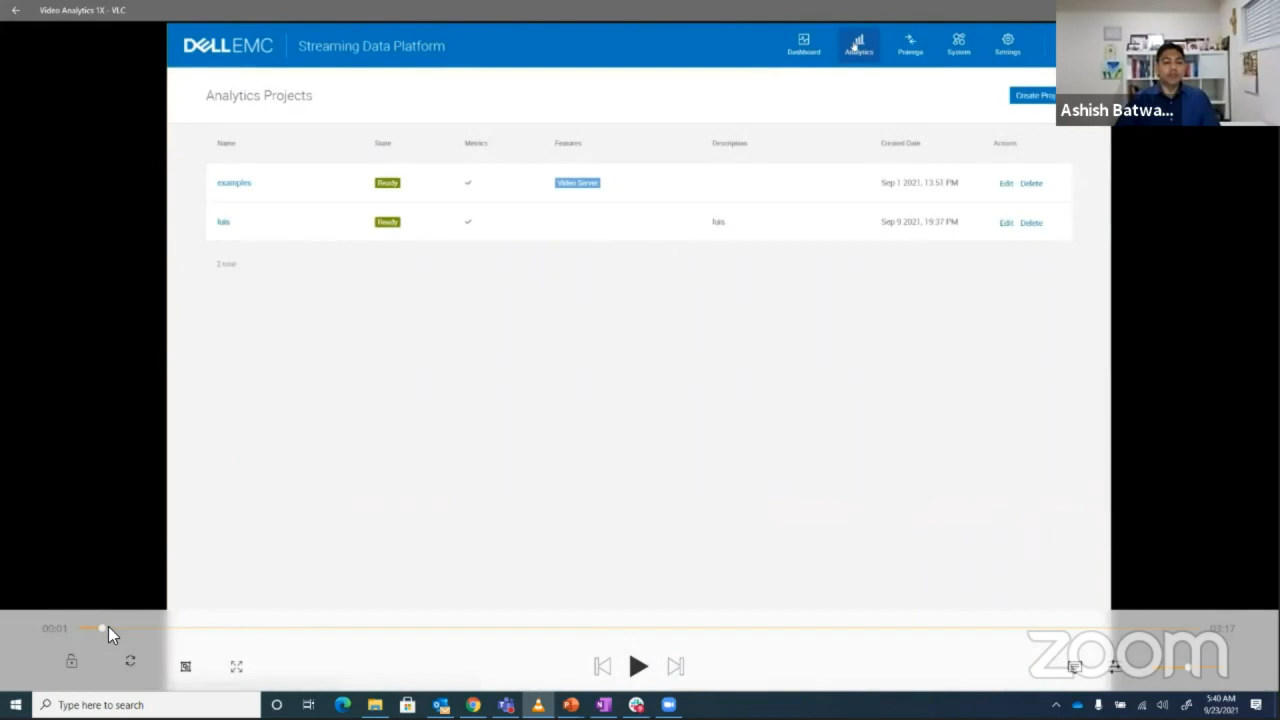 Video Analytics 1X - VLC
DELL EMC Streaming Data Platform
Dashboard Analytics Pravega System Settings
Analytics Projects
Create Proj
Ashish Batwa...
Name State Metrics Features Description Created Date Actions
examples Ready Video Server Sep 1 2021, 13:51 PM Edit Delete
luis Ready luis Sep 9 2021, 19:37 PM Edit Delete
2 total
00:01
03:17
zoom
Type here to search
5:40 AM
9/23/2021